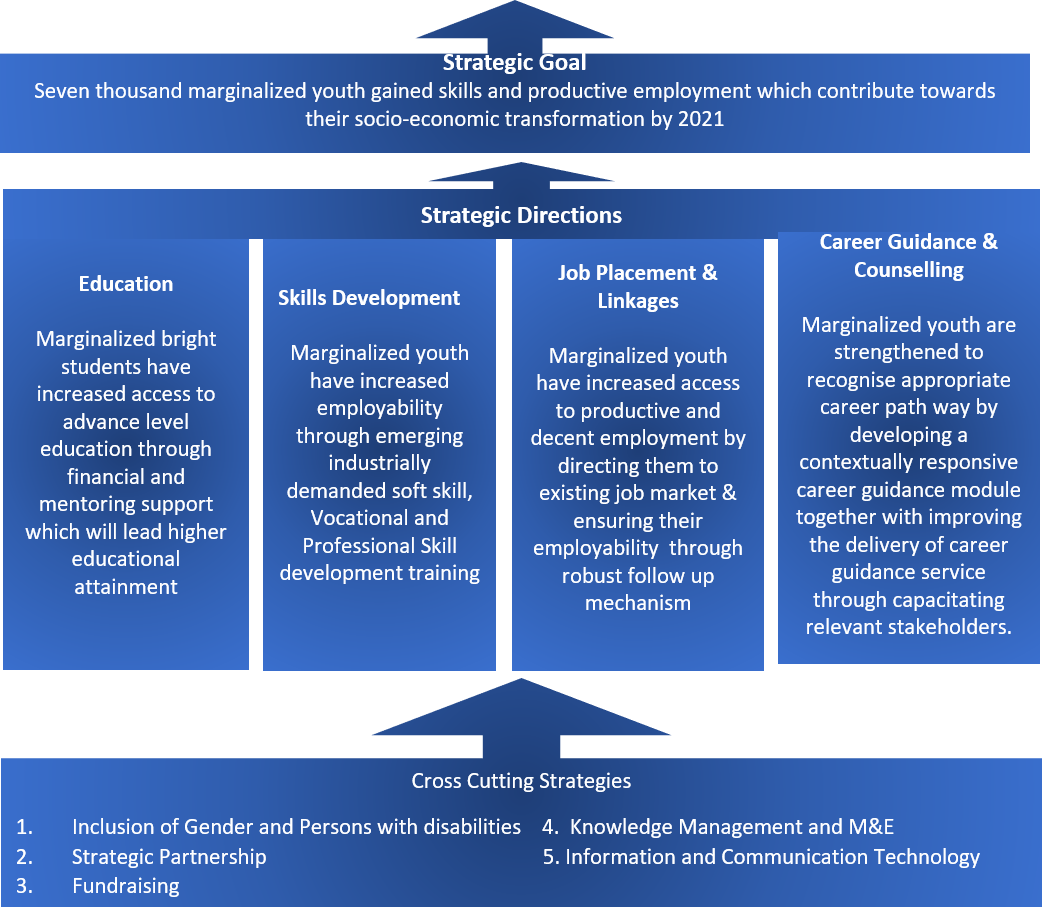 Strategic Goal
Seven thousand marginalized youth gained skills and productive employment which contribute towards
their socio-economic transformation by 2021
Strategic Directions
Education
Marginalized bright
students have
increased access to
advance level
education through
financial and
mentoring support
which will lead higher
educational
attainment
Skills Development
Marginalized youth
have increased
employability
through emerging
industrially
demanded soft skill,
Vocational and
Professional Skill
development training
Job Placement &
Linkages
Marginalized youth
have increased access
to productive and
decent employment by
directing them to
existing job market &
ensuring their
employability through
robust follow up
mechanism
Career Guidance &
Counselling
Marginalized youth are
strengthened to
recognise appropriate
career path way by
developing a
contextually responsive
career guidance module
together with improving
the delivery of career
guidance service
through capacitating
relevant stakeholders.
Cross Cutting Strategies
1. Inclusion of Gender and Persons with disabilities
2. Strategic Partnership
3. Fundraising
4. Knowledge Management and M&E
5. Information and Communication Technology